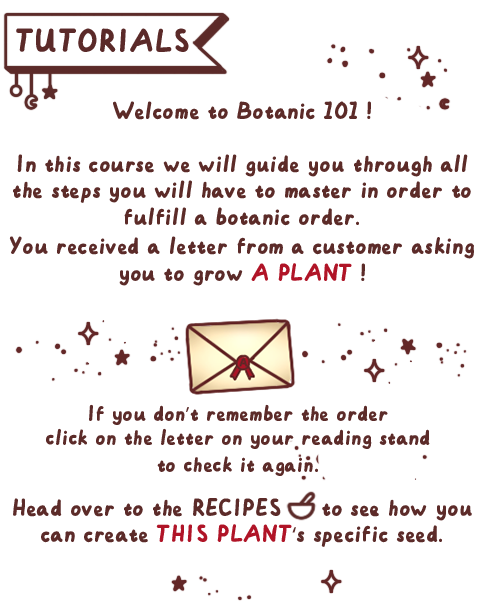 TUTORIALS
Welcome to Botanic 101 !
In this course we will guide you through all
the steps you will have to master in order to
fulfill a botanic order.
You received a letter from a customer asking
you to grow A PLANT !
If you don't remember the order
click on the letter on your reading stand
to check it again.
Head over to the RECIPES to see how you
can create THIS PLANT's specific seed.